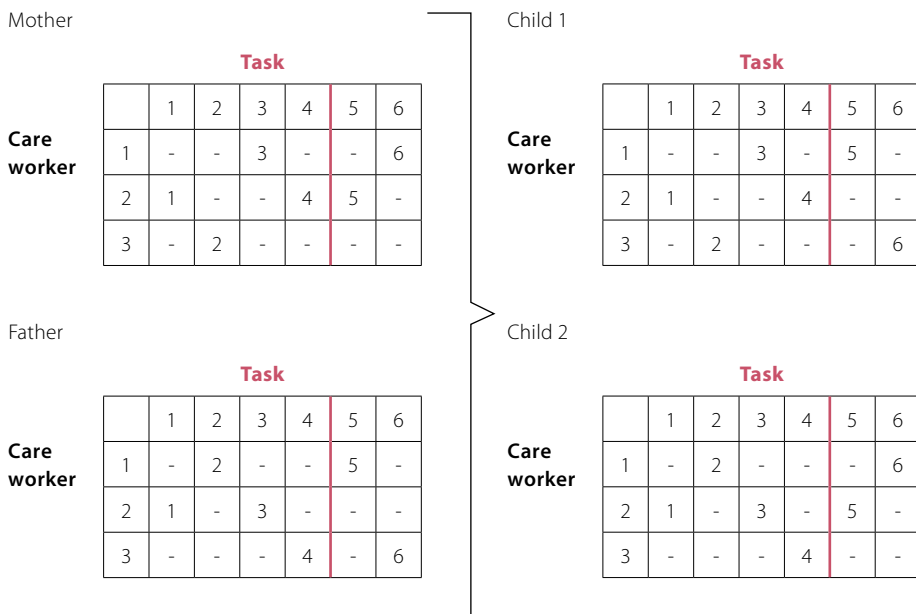 Mother
Task
1 2 3 4 5 6
Care
worker
1 - - 3 - - 6
2 1 - - 4 5 -
3 - 2 - - - -
Father
Task
1 2 3 4 5 6
Care
worker
1 - 2 - - 5 -
2 1 - 3 - - -
3 - - - 4 - 6
Child 1
Task
1 2 3 4 5 6
Care
worker
1 - - 3 - 5 -
2 1 - - 4 - -
3 - 2 - - - 6
Child 2
Task
1 2 3 4 5 6
Care
worker
1 - 2 - - - 6
2 1 - 3 - 5 -
3 - - - 4 - -